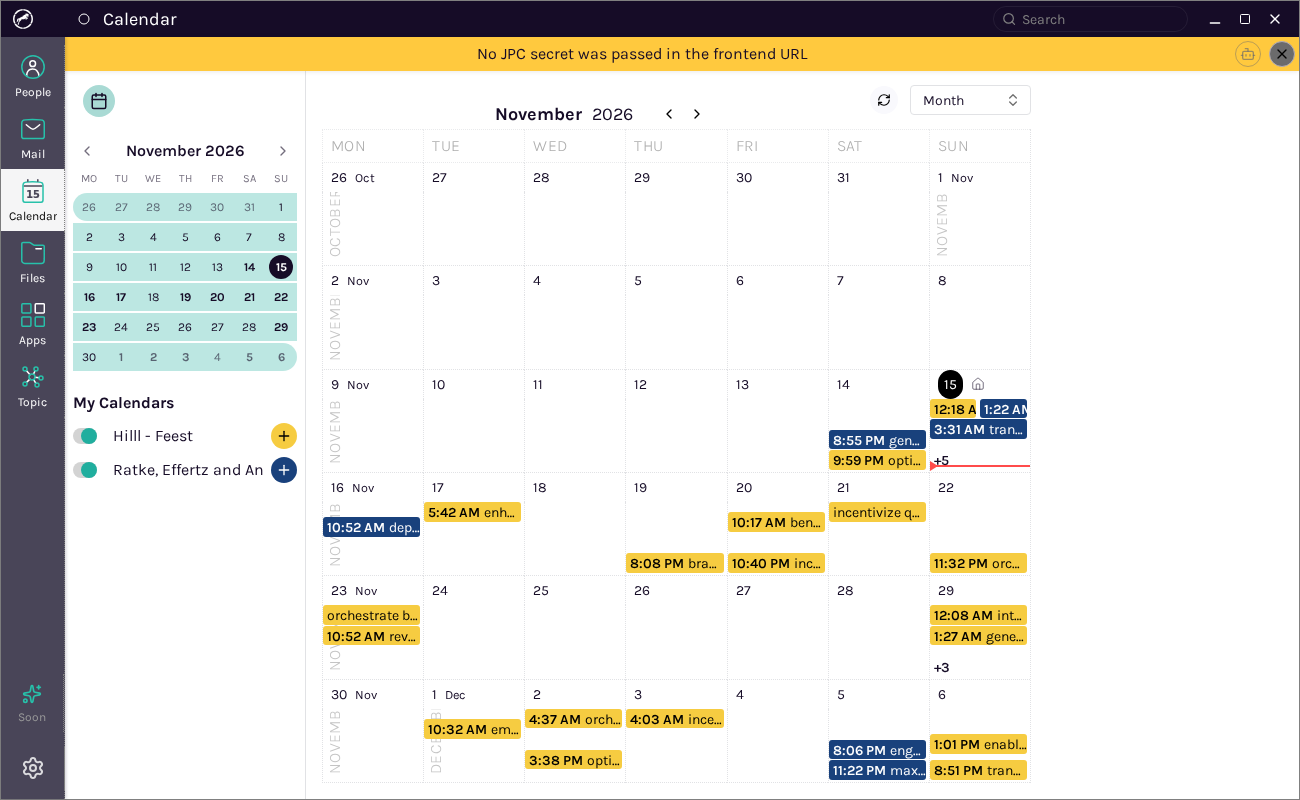 Calendar
Search
No JPC secret was passed in the frontend URL
People
Mail
15
Calendar
Files
Apps
Topic
Soon
November 2026
MO TU WE TH FR SA SU
26 27 28 29 30 31 1
2 3 4 5 6 7 8
9 10 11 12 13 14 15
16 17 18 19 20 21 22
23 24 25 26 27 28 29
30 1 2 3 4 5 6
My Calendars
Hilll - Feest
Ratke, Effertz and An
November 2026
Month
MON TUE WED THU FRI SAT SUN
26 Oct 27 28 29 30 31 1 Nov
OCTOBER
NOVEMB
2 Nov 3 4 5 6 7 8
NOVEMB
9 Nov 10 11 12 13 14 15
NOVEMB
8:55 PM gen...
9:59 PM opti...
12:18 A
1:22 AM
3:31 AM tran...
+5
16 Nov 17 18 19 20 21 22
NOVEMB
10:52 AM dep...
5:42 AM enh...
8:08 PM bra...
10:17 AM ben...
10:40 PM inc...
incentivize q...
11:32 PM orc...
23 Nov 24 25 26 27 28 29
orchestrate b...
10:52 AM rev...
12:08 AM int...
1:27 AM gene...
+3
30 Nov 1 Dec 2 3 4 5 6
NOVEMB
DECEMB
10:32 AM em...
4:37 AM orch...
3:38 PM opti...
4:03 AM ince...
8:06 PM eng...
11:22 PM max...
1:01 PM enabl...
8:51 PM tran...